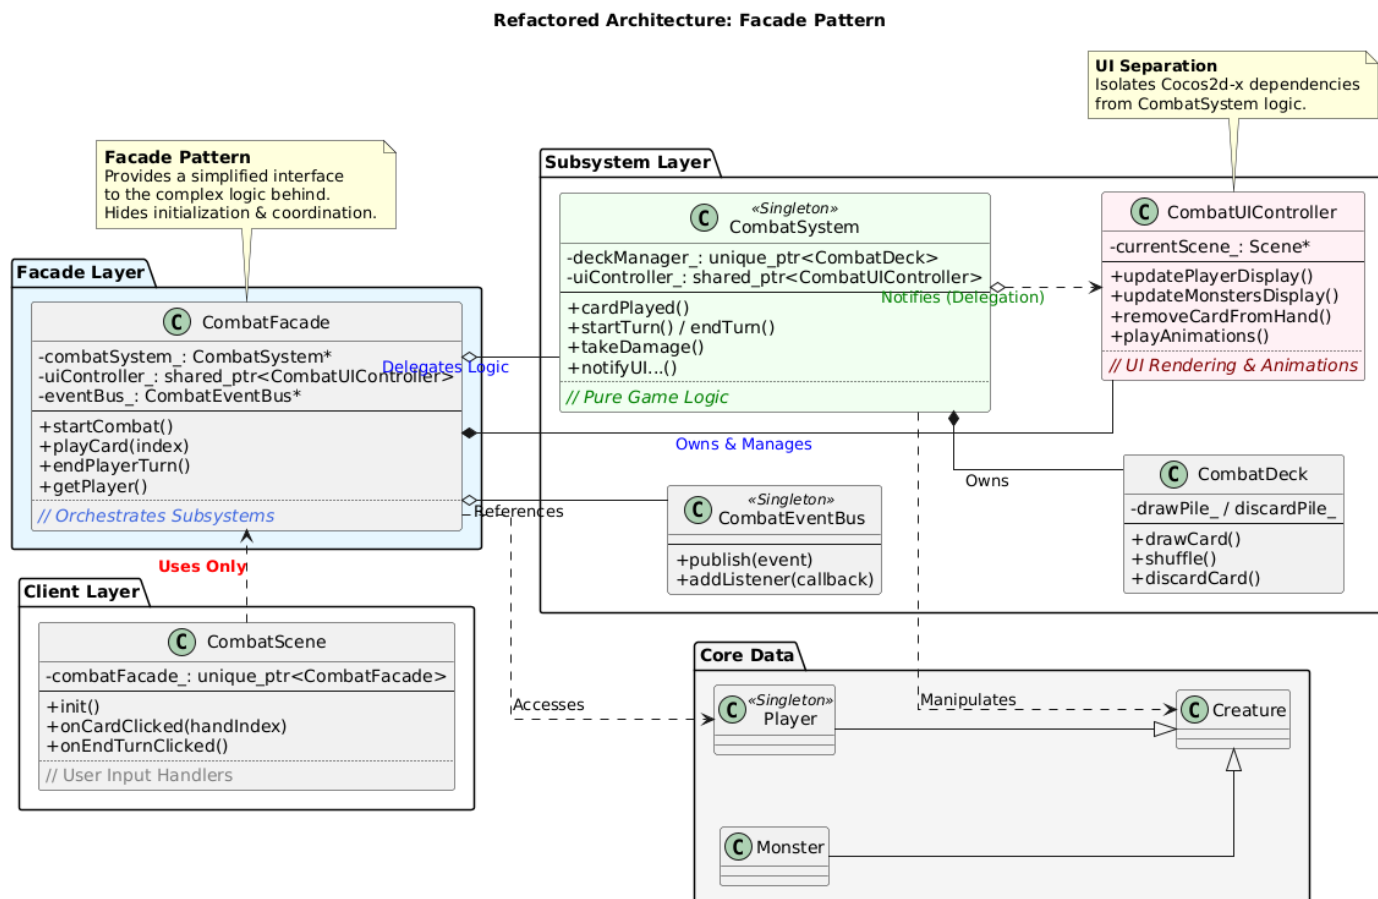 Refactored Architecture: Facade Pattern
UI Separation
Isolates Cocos2d-x dependencies
from CombatSystem logic.
Facade Pattern
Provides a simplified interface
to the complex logic behind.
Hides initialization & coordination.
Subsystem Layer
«Singleton»
CombatSystem
-deckManager_: unique_ptr<CombatDeck>
-uiController_: shared_ptr<CombatUIController>
+cardPlayed()
+startTurn() / endTurn()
+takeDamage()
+notifyUI...()
// Pure Game Logic
Notifies (Delegation)
CombatUIController
-currentScene_: Scene*
+updatePlayerDisplay()
+updateMonstersDisplay()
+removeCardFromHand()
+playAnimations()
// UI Rendering & Animations
Facade Layer
CombatFacade
-combatSystem_: CombatSystem*
-uiController_: shared_ptr<CombatUIController>
-eventBus_: CombatEventBus*
+startCombat()
+playCard(index)
+endPlayerTurn()
+getPlayer()
// Orchestrates Subsystems
Delegates Logic
Owns & Manages
References
Owns
«Singleton»
CombatEventBus
+publish(event)
+addListener(callback)
CombatDeck
-drawPile_ / discardPile_
+drawCard()
+shuffle()
+discardCard()
Uses Only
Client Layer
CombatScene
-combatFacade_: unique_ptr<CombatFacade>
+init()
+onCardClicked(handIndex)
+onEndTurnClicked()
// User Input Handlers
Accesses
Manipulates
Core Data
«Singleton»
Player
Creature
Monster